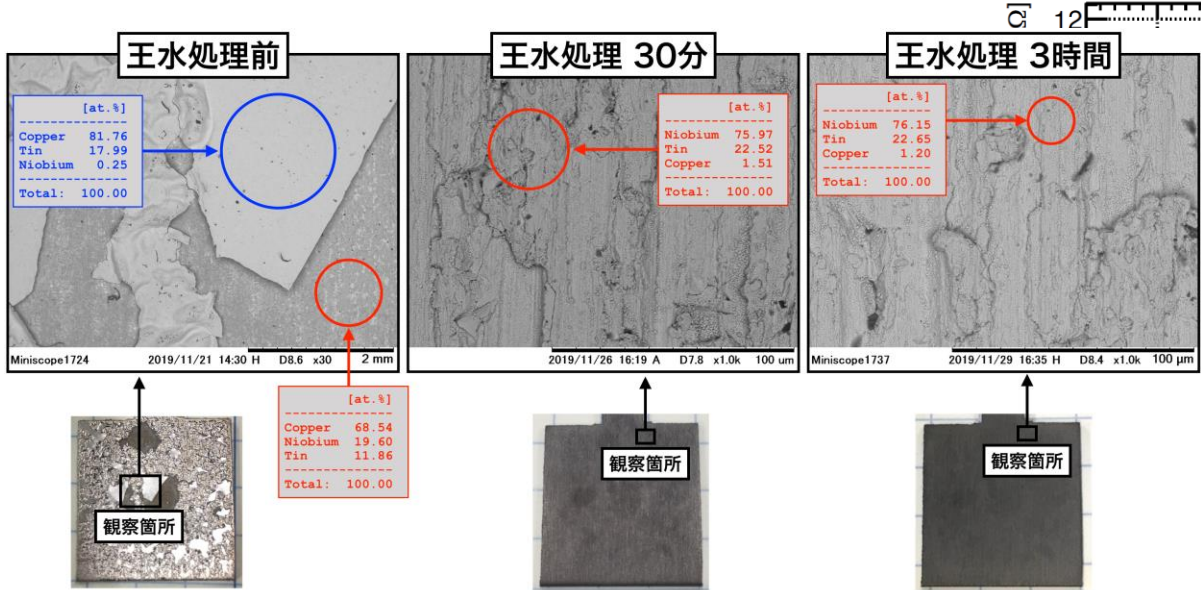 Ω]
12
王水処理前
王水処理 30分
王水処理 3時間
[at.%]
Copper 81.76
Tin 17.99
Niobium 0.25
Total: 100.00
[at.%]
Niobium 75.97
Tin 22.52
Copper 1.51
Total: 100.00
[at.%]
Niobium 76.15
Tin 22.65
Copper 1.20
Total: 100.00
Miniscope1724 2019/11/21 14:30 H D8.6 x30 2 mm
2019/11/26 16:19 A D7.8 x1.0k 100 um
Miniscope1737 2019/11/29 16:35 H D8.4 x1.0k 100 μm
[at.%]
Copper 68.54
Niobium 19.60
Tin 11.86
Total: 100.00
観察箇所
観察箇所
観察箇所